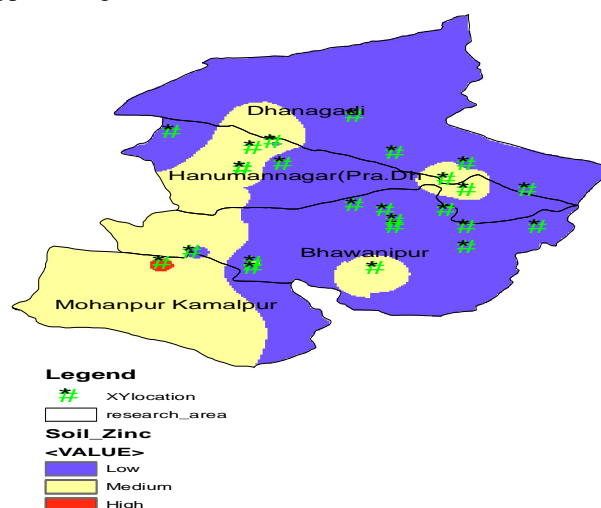 Dhanagadi
Hanumannagar(Pra.Dh
Bhawanipur
Mohanpur Kamalpur
Legend
XYlocation
research_area
Soil_Zinc
<VALUE>
Low
Medium
High